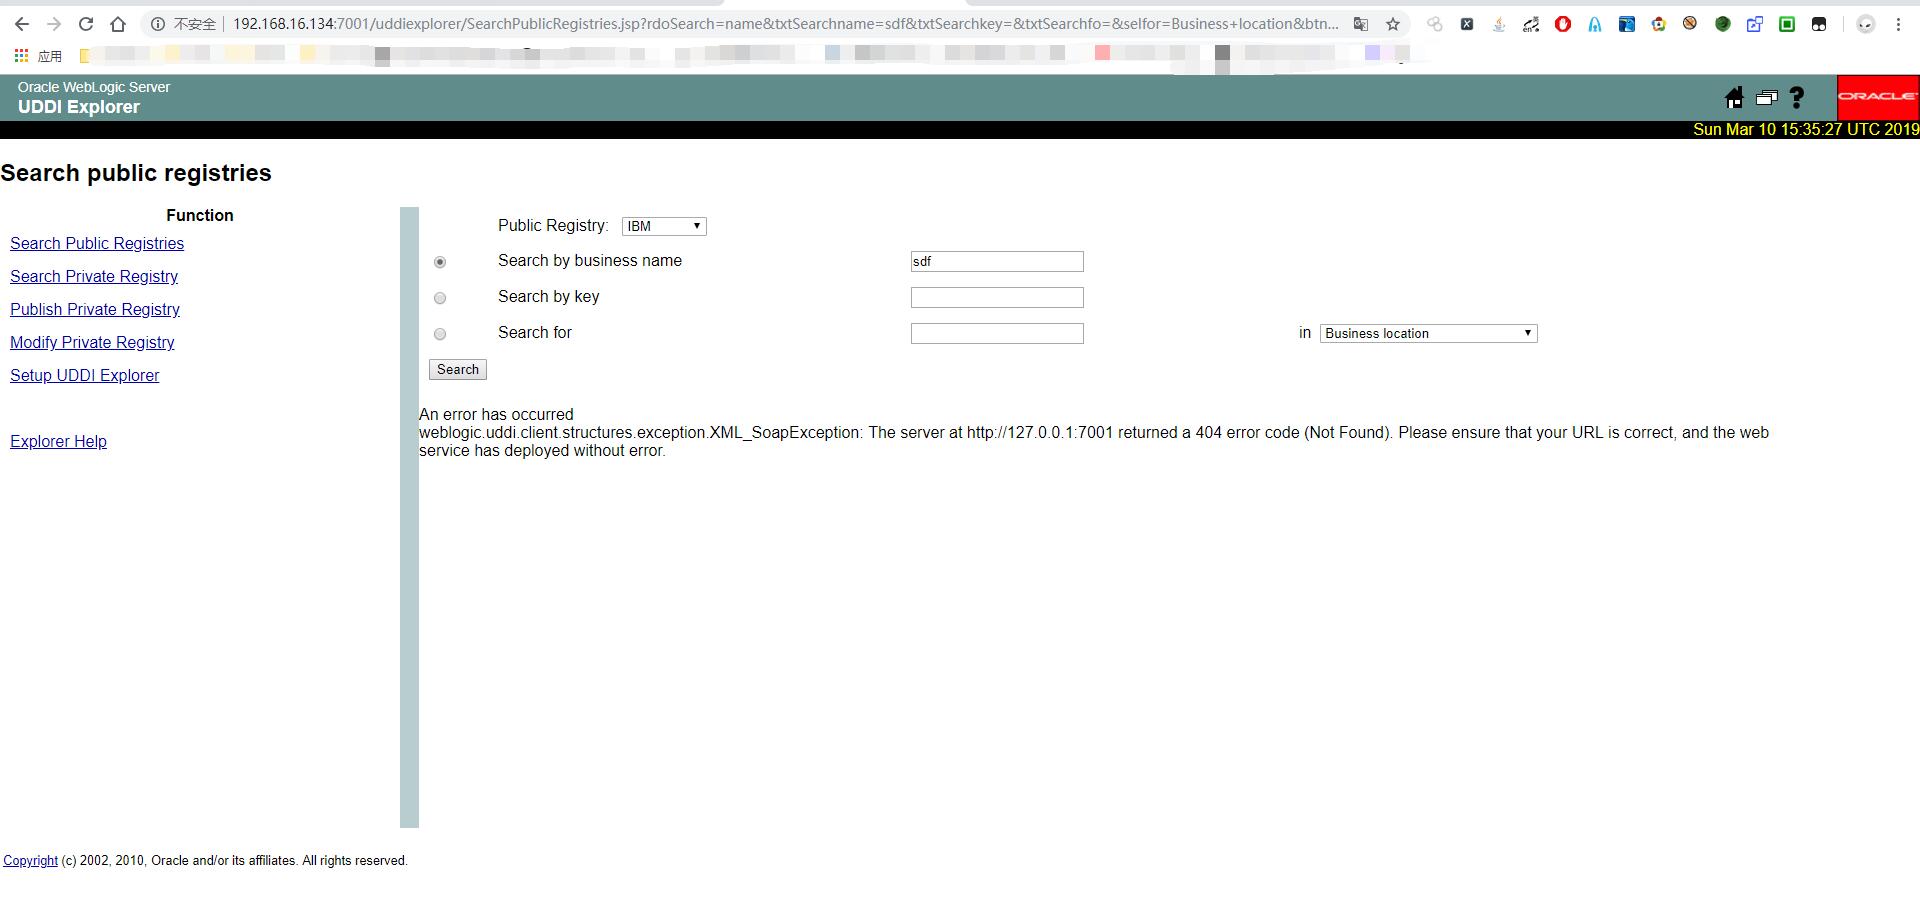 不安全 192.168.16.134:7001/uddiexplorer/SearchPublicRegistries.jsp?rdoSearch=name&txtSearchname=sdf&txtSearchkey=&txtSearchfo=&selfor=Business+location&btn...
应用
Oracle WebLogic Server
UDDI Explorer
ORACLE
Sun Mar 10 15:35:27 UTC 2019
Search public registries
Function
Search Public Registries
Search Private Registry
Publish Private Registry
Modify Private Registry
Setup UDDI Explorer
Explorer Help
Public Registry: IBM
Search by business name sdf
Search by key
Search for in Business location
Search
An error has occurred
weblogic.uddi.client.structures.exception.XML_SoapException: The server at http://127.0.0.1:7001 returned a 404 error code (Not Found). Please ensure that your URL is correct, and the web
service has deployed without error.
Copyright (c) 2002, 2010, Oracle and/or its affiliates. All rights reserved.